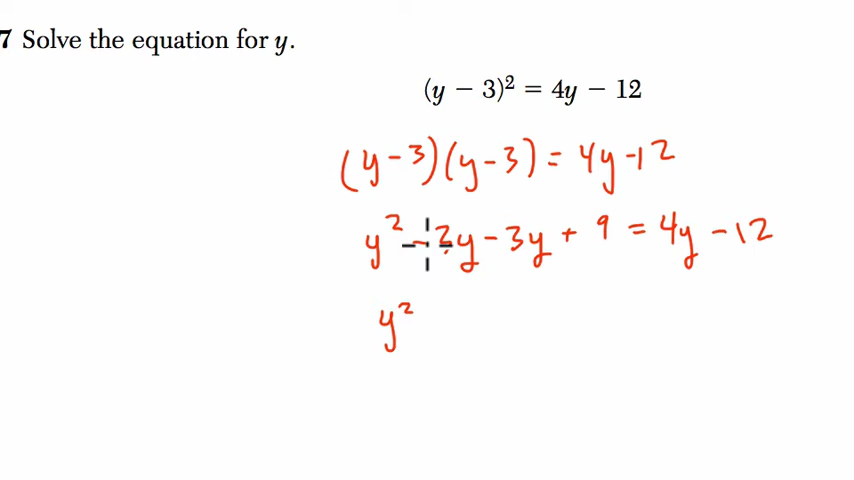 7 Solve the equation for y.
(y − 3)² = 4y − 12
(y - 3)(y - 3) = 4y - 12
y² - 3y - 3y + 9 = 4y - 12
y²